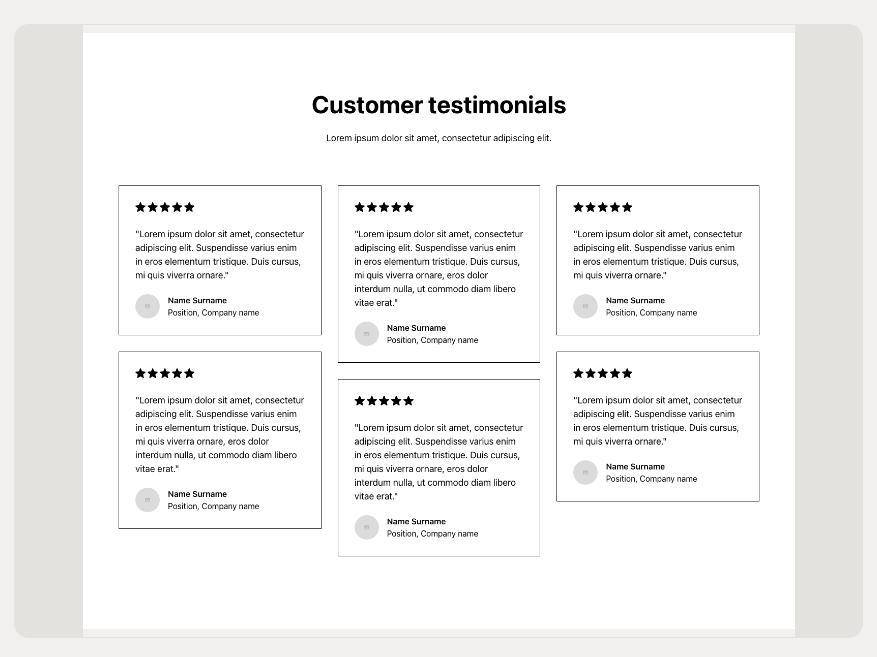 Customer testimonials
Lorem ipsum dolor sit amet, consectetur adipiscing elit.
"Lorem ipsum dolor sit amet, consectetur
adipiscing elit. Suspendisse varius enim
in eros elementum tristique. Duis cursus,
mi quis viverra ornare."
Name Surname
Position, Company name
"Lorem ipsum dolor sit amet, consectetur
adipiscing elit. Suspendisse varius enim
in eros elementum tristique. Duis cursus,
mi quis viverra ornare, eros dolor
interdum nulla, ut commodo diam libero
vitae erat."
Name Surname
Position, Company name
"Lorem ipsum dolor sit amet, consectetur
adipiscing elit. Suspendisse varius enim
in eros elementum tristique. Duis cursus,
mi quis viverra ornare, eros dolor
interdum nulla, ut commodo diam libero
vitae erat."
Name Surname
Position, Company name
"Lorem ipsum dolor sit amet, consectetur
adipiscing elit. Suspendisse varius enim
in eros elementum tristique. Duis cursus,
mi quis viverra ornare, eros dolor
interdum nulla, ut commodo diam libero
vitae erat."
Name Surname
Position, Company name
"Lorem ipsum dolor sit amet, consectetur
adipiscing elit. Suspendisse varius enim
in eros elementum tristique. Duis cursus,
mi quis viverra ornare."
Name Surname
Position, Company name
"Lorem ipsum dolor sit amet, consectetur
adipiscing elit. Suspendisse varius enim
in eros elementum tristique. Duis cursus,
mi quis viverra ornare."
Name Surname
Position, Company name